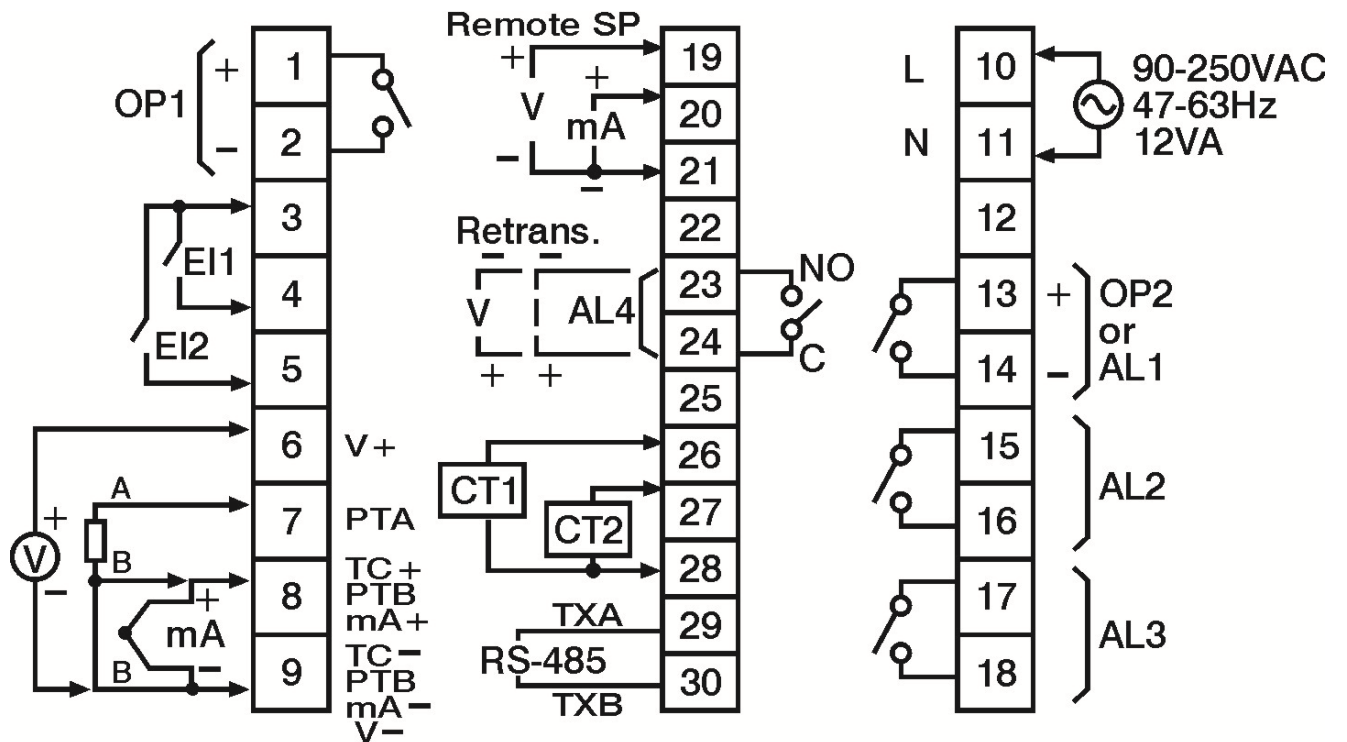 OP1
+
−
1
2
3
4
5
6
7
8
9
EI1
EI2
V+
PTA
TC+
PTB
mA+
TC−
PTB
mA−
V−
V
+
−
A
B
B
+
mA
−
Remote SP
+
V
−
+
mA
−
19
20
21
22
23
24
25
26
27
28
29
30
Retrans.
− −
V
AL4
+ +
NO
C
CT1
CT2
TXA
RS-485
TXB
L
N
10
11
12
13
14
15
16
17
18
90-250VAC
47-63Hz
12VA
+
−
OP2
or
AL1
AL2
AL3